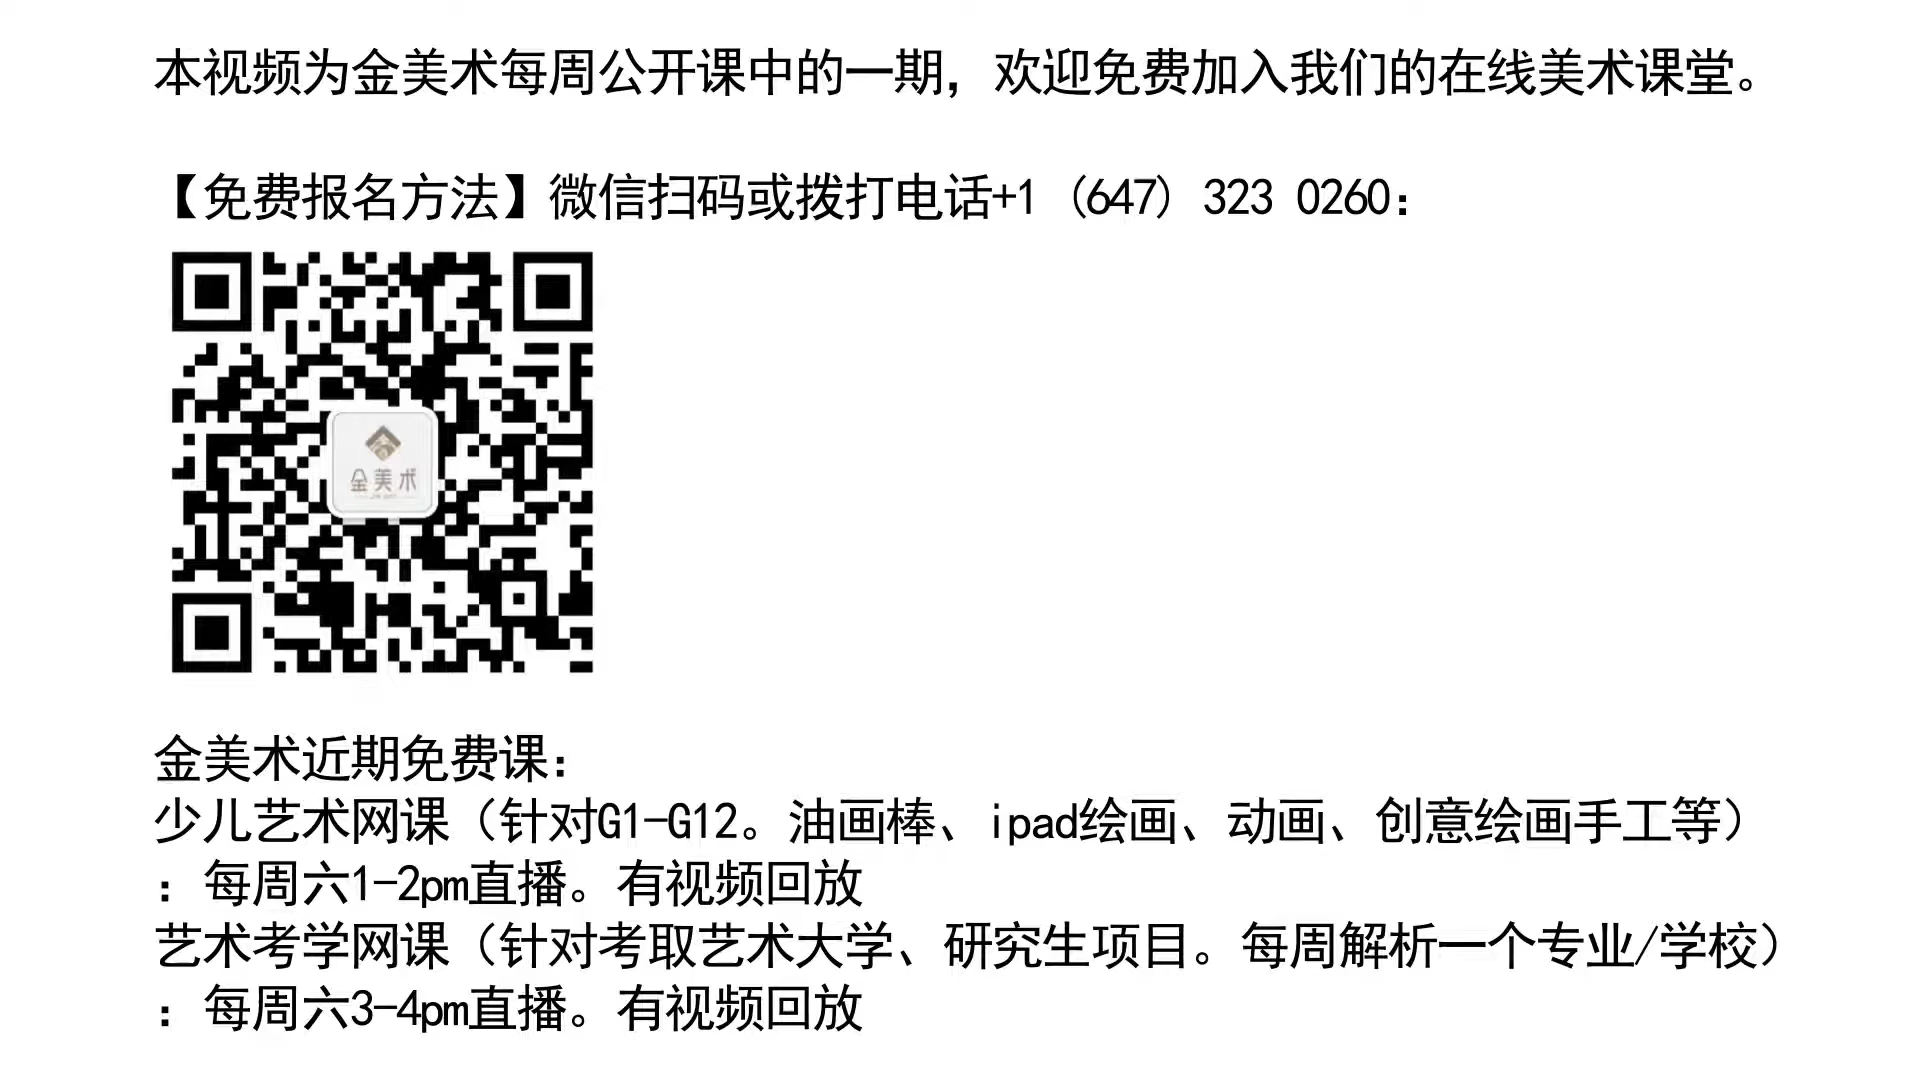 本视频为金美术每周公开课中的一期，欢迎免费加入我们的在线美术课堂。
【免费报名方法】微信扫码或拨打电话+1 (647) 323 0260：
金美术
金美术近期免费课：
少儿艺术网课（针对G1-G12。油画棒、ipad绘画、动画、创意绘画手工等）
：每周六1-2pm直播。有视频回放
艺术考学网课（针对考取艺术大学、研究生项目。每周解析一个专业/学校）
：每周六3-4pm直播。有视频回放